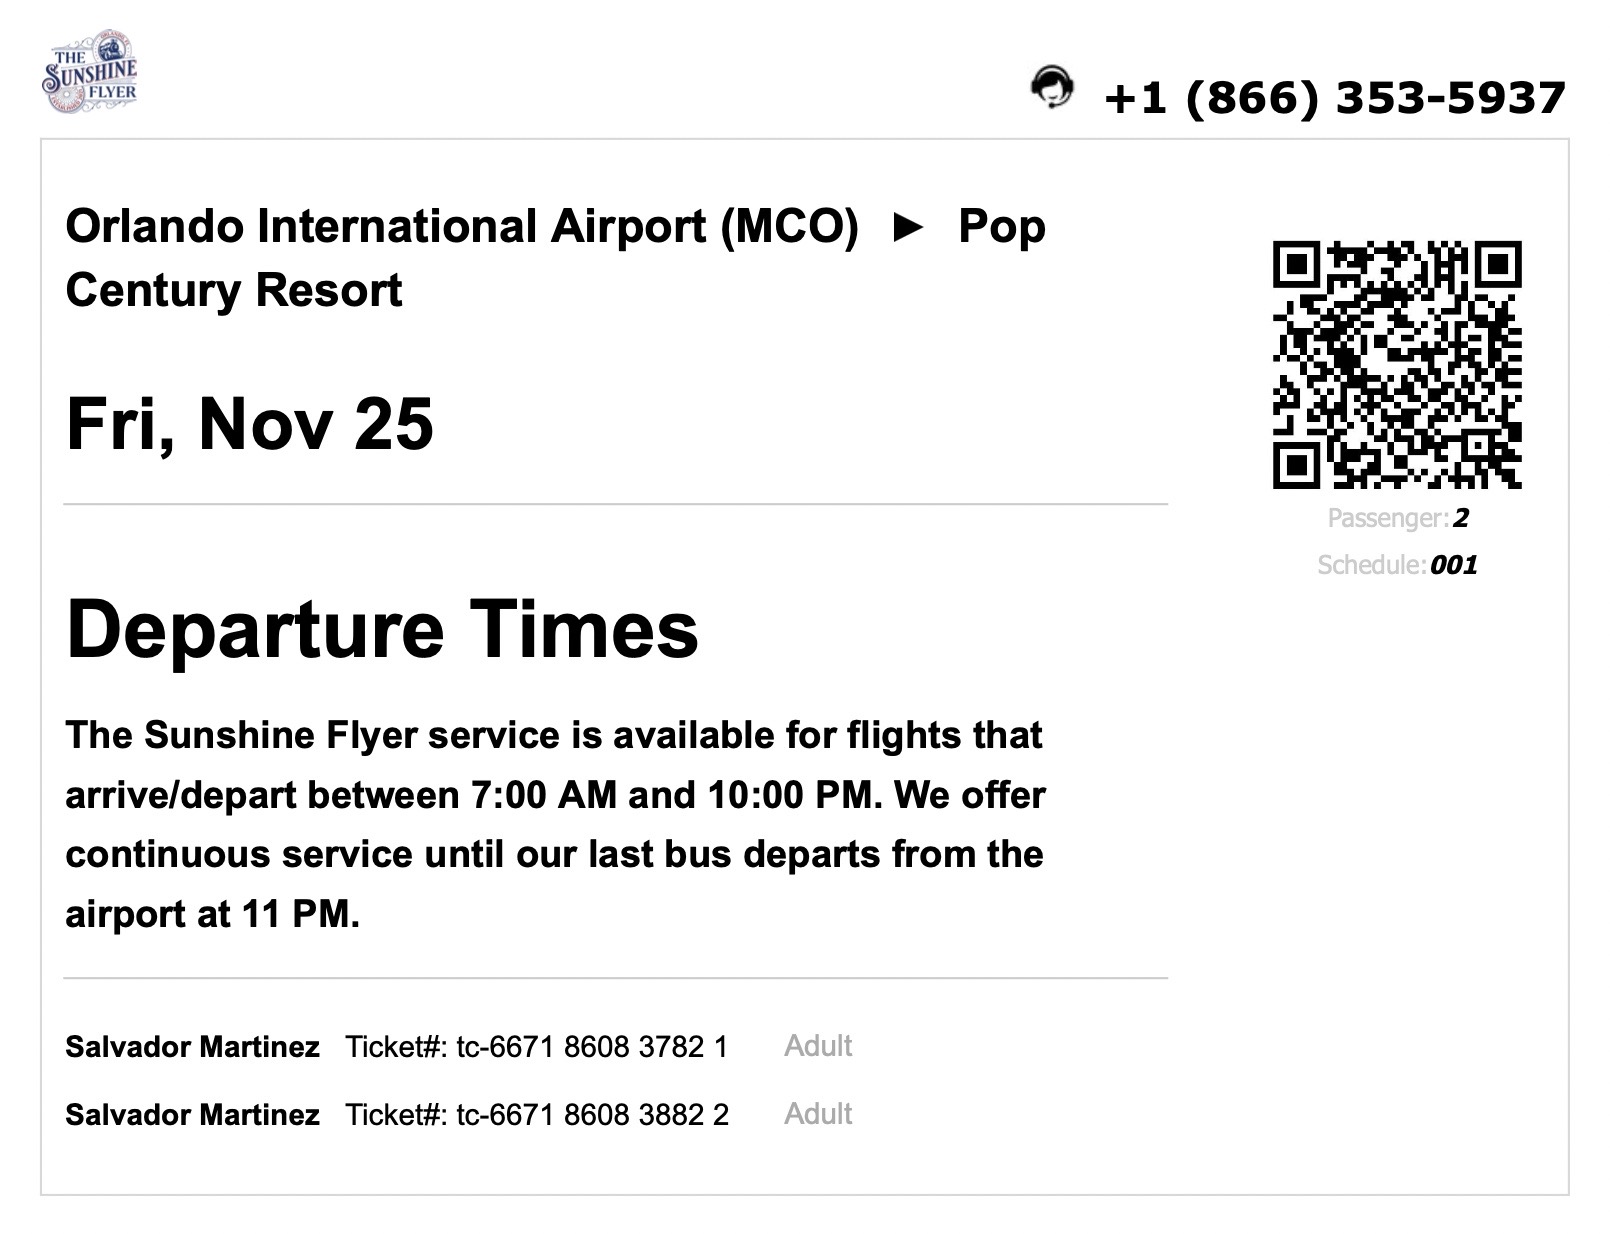 THE
SUNSHINE
FLYER
+1 (866) 353-5937
Orlando International Airport (MCO) ► Pop
Century Resort
Fri, Nov 25
Passenger:2
Schedule:001
Departure Times
The Sunshine Flyer service is available for flights that
arrive/depart between 7:00 AM and 10:00 PM. We offer
continuous service until our last bus departs from the
airport at 11 PM.
Salvador Martinez Ticket#: tc-6671 8608 3782 1 Adult
Salvador Martinez Ticket#: tc-6671 8608 3882 2 Adult